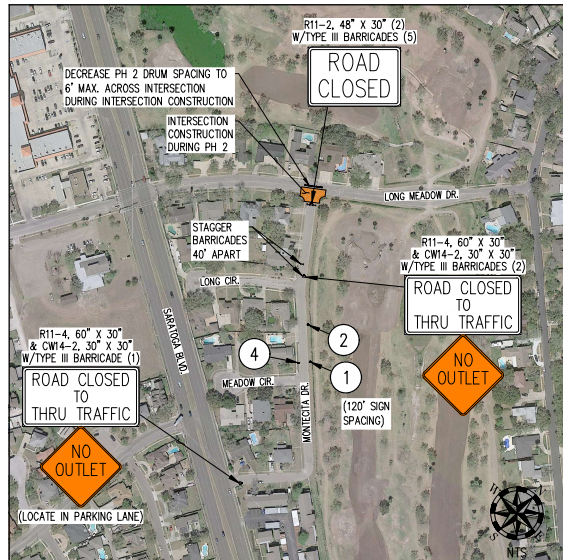 R11-2, 48" X 30" (2)
W/TYPE III BARRICADES (5)
ROAD
CLOSED
DECREASE PH 2 DRUM SPACING TO
6' MAX. ACROSS INTERSECTION
DURING INTERSECTION CONSTRUCTION
INTERSECTION
CONSTRUCTION
DURING PH 2
LONG MEADOW DR.
STAGGER
BARRICADES
40' APART
R11-4, 60" X 30"
& CW14-2, 30" X 30"
W/TYPE III BARRICADES (2)
ROAD CLOSED
TO
THRU TRAFFIC
NO
OUTLET
LONG CIR.
SARATOGA BLVD.
2
4
1
MEADOW CIR.
MONTECITA DR.
(120' SIGN
SPACING)
R11-4, 60" X 30"
& CW14-2, 30" X 30"
W/TYPE III BARRICADE (1)
ROAD CLOSED
TO
THRU TRAFFIC
NO
OUTLET
(LOCATE IN PARKING LANE)
N
E
S
W
NTS